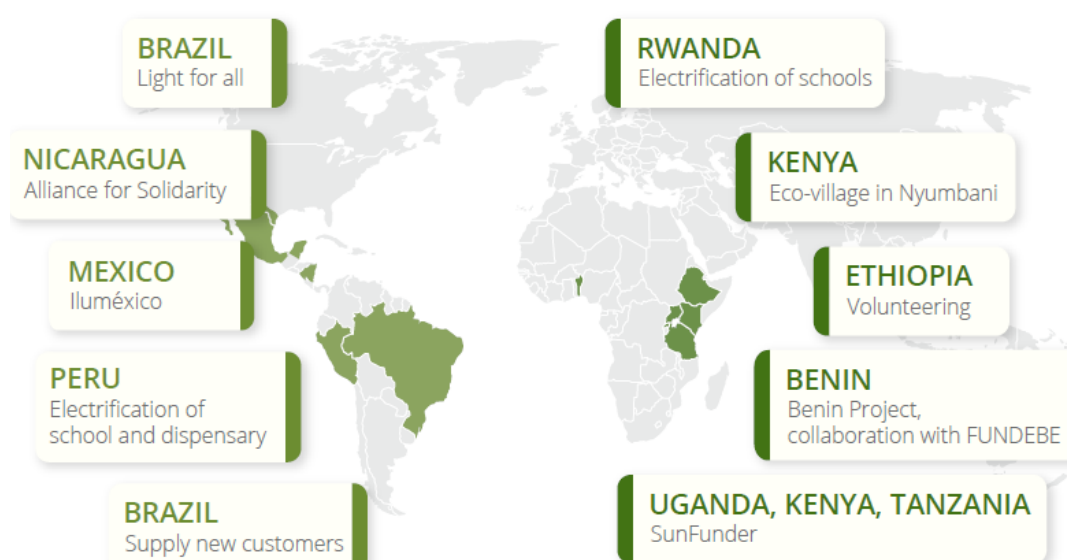 BRAZIL
Light for all
NICARAGUA
Alliance for Solidarity
MEXICO
Iluméxico
PERU
Electrification of
school and dispensary
BRAZIL
Supply new customers
RWANDA
Electrification of schools
KENYA
Eco-village in Nyumbani
ETHIOPIA
Volunteering
BENIN
Benin Project,
collaboration with FUNDEBE
UGANDA, KENYA, TANZANIA
SunFunder